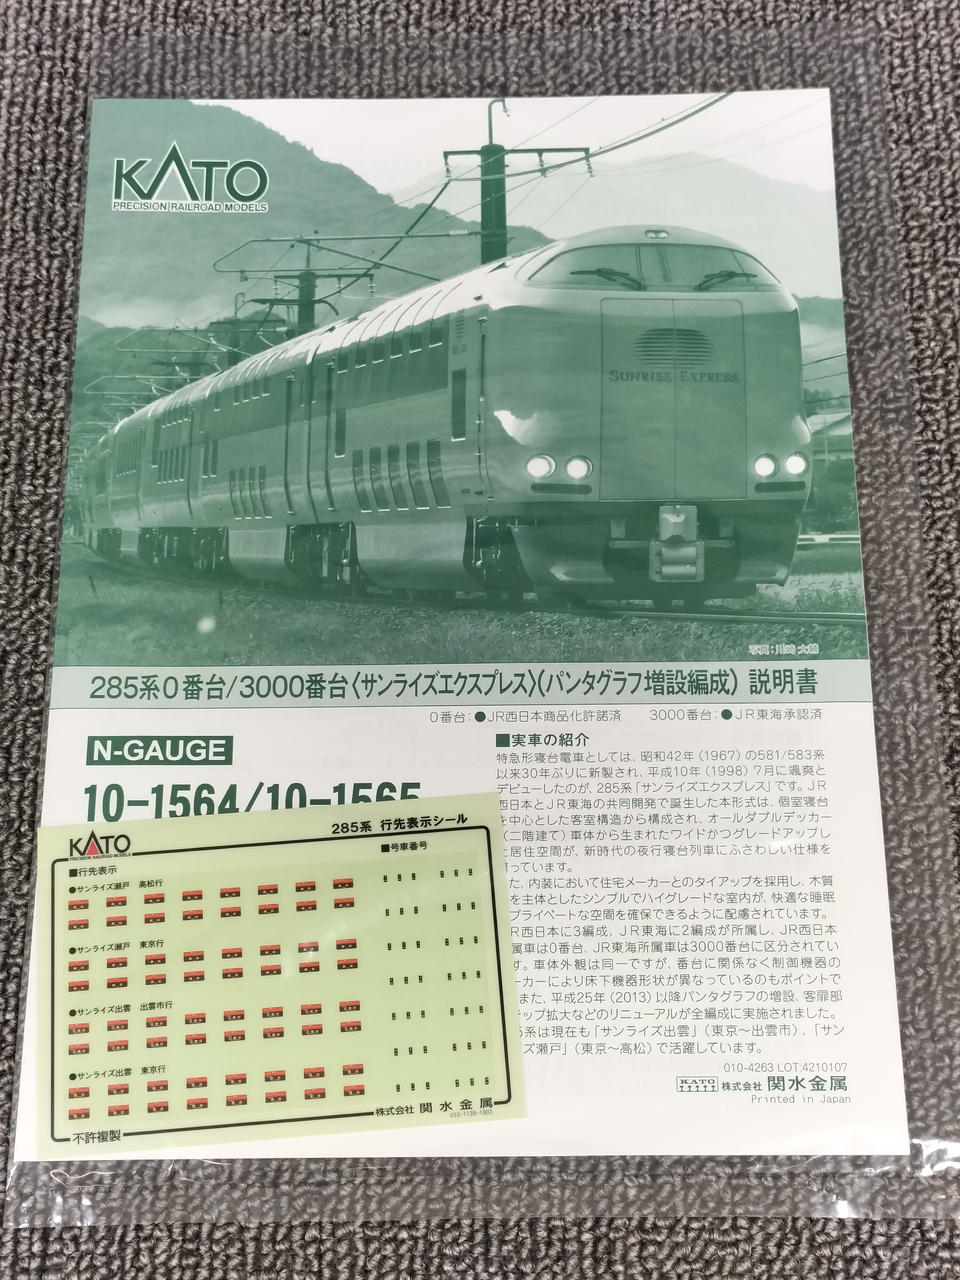 KATO
PRECISION RAILROAD MODELS
SUNRISE EXPRESS
写真：川崎 大輔
285系0番台/3000番台〈サンライズエクスプレス〉(パンタグラフ増設編成) 説明書
0番台：●JR西日本商品化許諾済 3000番台：●JR東海承認済
N-GAUGE
10-1564/10-1565
■実車の紹介
特急形寝台電車としては、昭和42年（1967）の581/583系
以来30年ぶりに新製され、平成10年（1998）7月に颯爽と
デビューしたのが、285系「サンライズエクスプレス」です。J
西日本とJR東海の共同開発で誕生した本形式は、個室寝台
を中心とした客室構造から構成され、オールダブルデッカー
（二階建て）車体から生まれたワイドかつグレードアップし
居住空間が、新時代の夜行寝台列車にふさわしい仕様を
っています。
た、内装において住宅メーカーとのタイアップを採用し、木質
を主体としたシンプルでハイグレードな室内が、快適な睡眠
プライベートな空間を確保できるように配慮されています。
R西日本に3編成、JR東海に2編成が所属し、JR西日本
属車は0番台、JR東海所属車は3000番台に区分されてい
す。車体外観は同一ですが、番台に関係なく制御機器の
ーカーにより床下機器形状が異なっているのもポイントで
また、平成25年（2013）以降パンタグラフの増設、客扉部
テップ拡大などのリニューアルが全編成に実施されました。
5系は現在も「サンライズ出雲」（東京〜出雲市）、「サン
ズ瀬戸」（東京〜高松）で活躍しています。
010-4263 LOT:4210107
KATO 株式会社 関水金属
Printed in Japan
KATO
PRECISION RAILROAD MODELS
285系 行先表示シール
■行先表示
■号車番号
●サンライズ瀬戸 高松行
●サンライズ瀬戸 東京行
●サンライズ出雲 出雲市行
●サンライズ出雲 東京行
株式会社 関水金属
010-1138-1903
不許複製